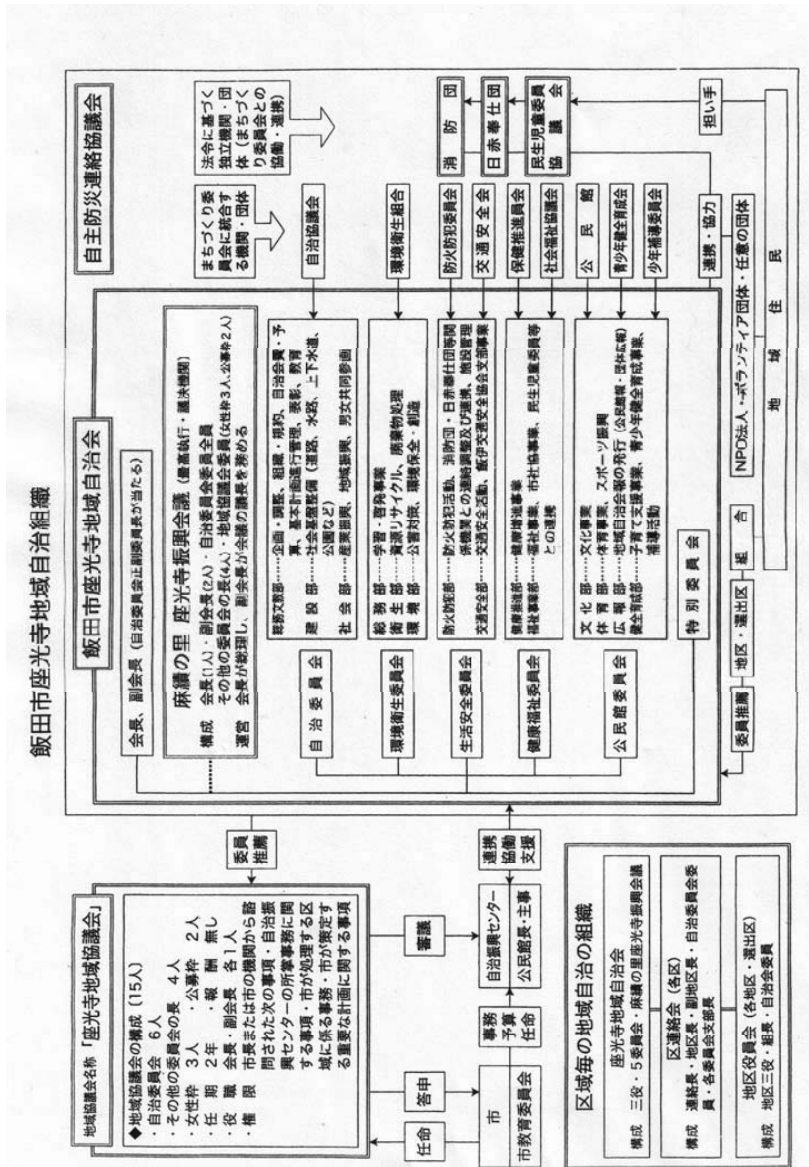 飯田市座光寺地域自治組織
地域協議会名称「座光寺地域協議会」
◆地域協議会の構成(15人)
・自治委員会 6人
・その他の委員会の長 4人
・女性枠 3人 ・公募枠 2人
・任 期 2年 ・報 酬 無し
・役 職 会長、副会長 各1人
・権 限 市長または市の機関から諮
問された次の事項・自治振
興センターの所掌事務に関
する事項・市が処理する区
域に係る事務・市が策定す
る重要な計画に関する事項
任命
答申
審議
委員
推薦
市
市教育委員会
事務
予算
任命
自治振興センター
公民館長・主事
連携
協働
支援
区域毎の地域自治の組織
座光寺地域自治会
構成 三役・5委員会・麻績の里座光寺振興会議
区連絡会(各区)
構成 連絡長・地区長・副地区長・自治委員会委
員・各委員会支部長
地区役員会(各地区・選出区)
構成 地区三役・組長・自治会委員
飯田市座光寺地域自治会
会長、副会長(自治委員会正副委員長が当たる)
麻績の里 座光寺振興会議(最高執行・議決機関)
構成 会長(1人)・副会長(2人)・自治委員会委員全員
その他の委員会の長(4人)・地域協議会委員(女性枠3人、公募枠2人)
運営 会長が総理し、副会長が会議の議長を務める
自治委員会
総務文教部……企画・調整、組織・規約、自治会費・予
算、基本計画進行管理、表彰、教育
建設部……社会基盤整備(道路、水路、上下水道、
公園など)
社会部……産業振興、地域振興、男女共同参画
環境衛生委員会
総務部……学習・啓発事業
衛生部……資源リサイクル、廃棄物処理
環境部……公害対策、環境保全・創造
生活安全委員会
防火防犯部……防火防犯活動、消防団・日赤奉仕団等関
係機関との連絡調整及び連携、施設管理
交通安全部……交通安全活動、飯伊交通安全協会支部事業
健康福祉委員会
健康推進部……健康増進事業
福祉事業部……福祉事業、市社協事業、民生児童委員等
との連携
公民館委員会
文化部……文化事業
体育部……体育事業、スポーツ振興
広報部……地域自治会報の発行(公民館報・団体広報)
健全育成部……子育て支援事業、青少年健全育成事業、
補導活動
特別委員会
自主防災連絡協議会
まちづくり委
員会に統合す
る機関・団体
法令に基づく
独立機関・団
体(まちづく
り委員会との
協働・連携)
自治協議会
環境衛生組合
防火防犯委員会
交通安全会
保健推進員会
社会福祉協議会
公民館
青少年健全育成会
少年補導委員会
消防団
日赤奉仕団
民生児童委員
協議会
委員推薦
地区・選出区
組合
連携・協力
NPO法人・ボランティア団体・任意の団体
担い手
地域住民